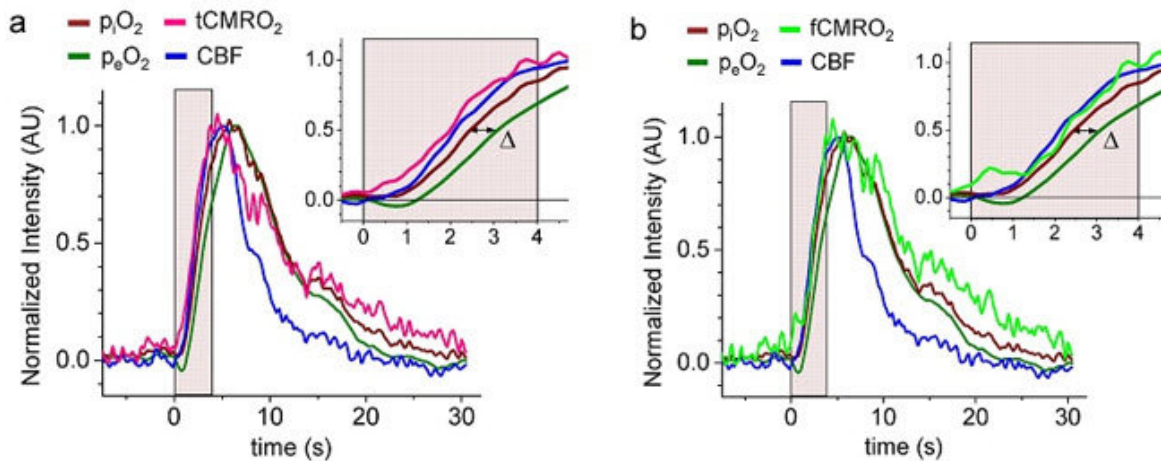 a
pᵢO₂ tCMRO₂
pₑO₂ CBF
1.0
0.5
0.0
Δ
0 1 2 3 4
Normalized Intensity (AU)
1.0
0.5
0.0
0 10 20 30
time (s)
b
pᵢO₂ fCMRO₂
pₑO₂ CBF
1.0
0.5
0.0
Δ
0 1 2 3 4
Normalized Intensity (AU)
1.0
0.5
0.0
0 10 20 30
time (s)